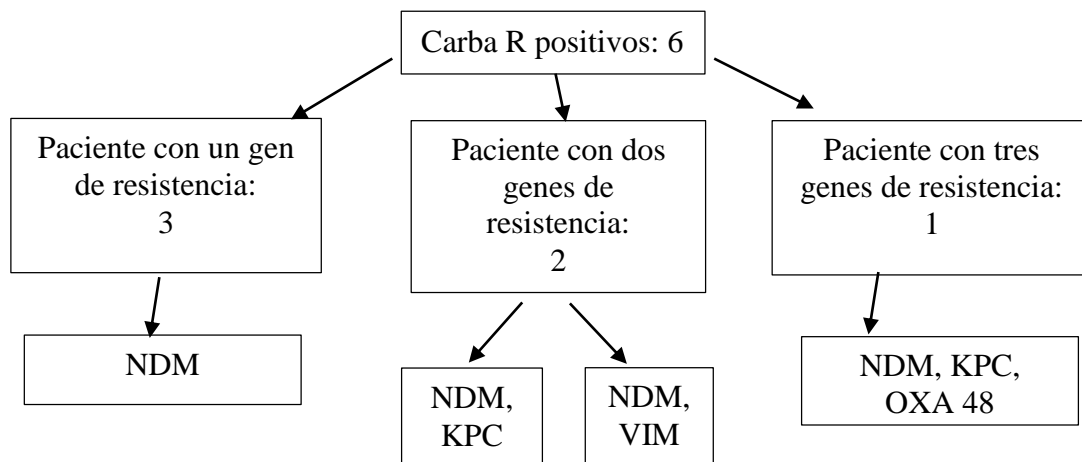 Carba R positivos: 6
Paciente con un gen
de resistencia:
3
Paciente con dos
genes de
resistencia:
2
Paciente con tres
genes de resistencia:
1
NDM
NDM,
KPC
NDM,
VIM
NDM, KPC,
OXA 48